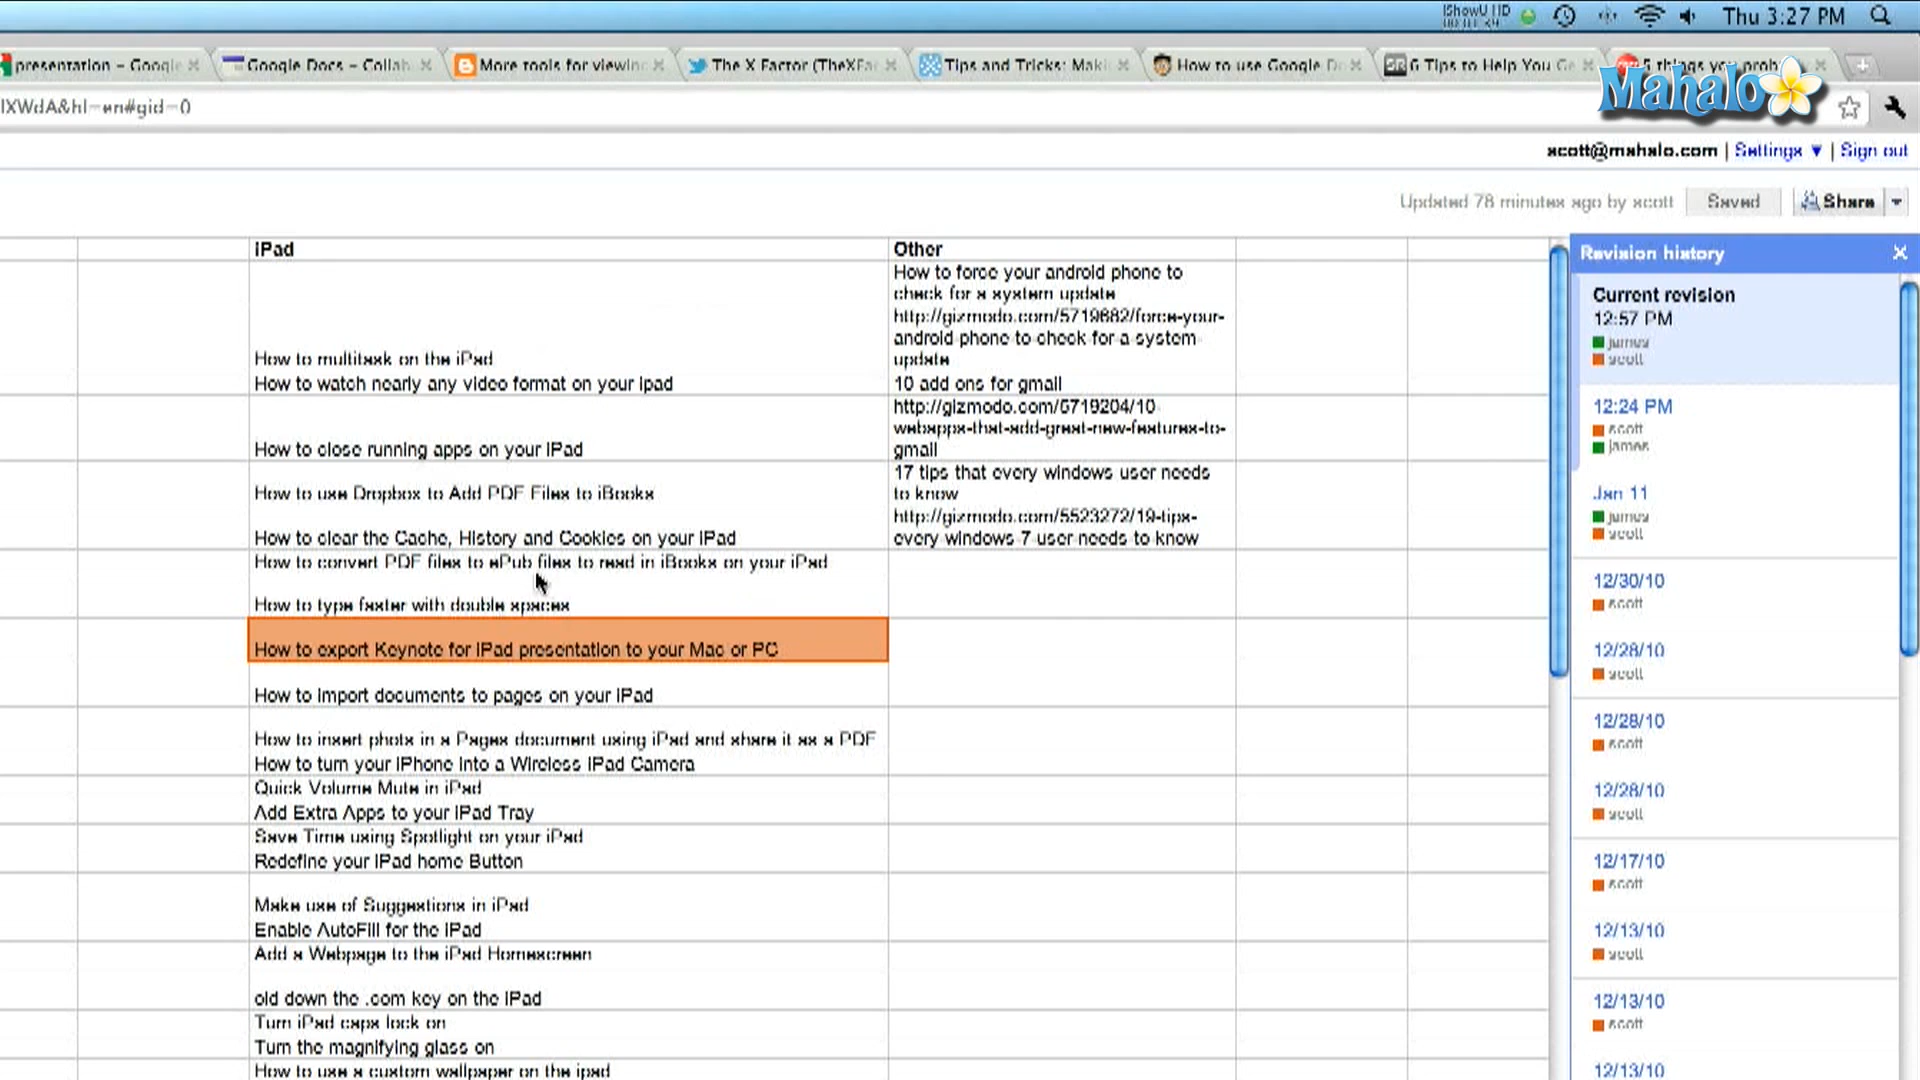 iShowU HD
Thu 3:27 PM
presentation – Google
Google Docs – Collab
More tools for viewing
The X Factor (TheXFac
Tips and Tricks: Maki
How to use Google Do
6 Tips to Help You Ge
5 things you prob
Mahalo
lXWdA&hl=en#gid=0
scott@mahalo.com | Settings ▼ | Sign out
Updated 78 minutes ago by scott
Saved
Share
iPad
Other
How to force your android phone to
check for a system update
http://gizmodo.com/5719682/force-your-
android-phone-to-check-for-a-system-
update
How to multitask on the iPad
How to watch nearly any video format on your ipad
10 add ons for gmail
http://gizmodo.com/5719204/10-
webapps-that-add-great-new-features-to-
gmail
How to close running apps on your iPad
17 tips that every windows user needs
to know
How to use Dropbox to Add PDF Files to iBooks
http://gizmodo.com/5523272/19-tips-
every-windows-7-user-needs-to-know
How to clear the Cache, History and Cookies on your iPad
How to convert PDF files to ePub files to read in iBooks on your iPad
How to type faster with double spaces
How to export Keynote for iPad presentation to your Mac or PC
How to import documents to pages on your iPad
How to insert photo in a Pages document using iPad and share it as a PDF
How to turn your iPhone into a Wireless iPad Camera
Quick Volume Mute in iPad
Add Extra Apps to your iPad Tray
Save Time using Spotlight on your iPad
Redefine your iPad home Button
Make use of Suggestions in iPad
Enable AutoFill for the iPad
Add a Webpage to the iPad Homescreen
old down the .com key on the iPad
Turn iPad caps lock on
Turn the magnifying glass on
How to use a custom wallpaper on the ipad
Revision history
Current revision
12:57 PM
james
scott
12:24 PM
scott
james
Jan 11
james
scott
12/30/10
scott
12/28/10
scott
12/28/10
scott
12/28/10
scott
12/17/10
scott
12/13/10
scott
12/13/10
scott
12/13/10